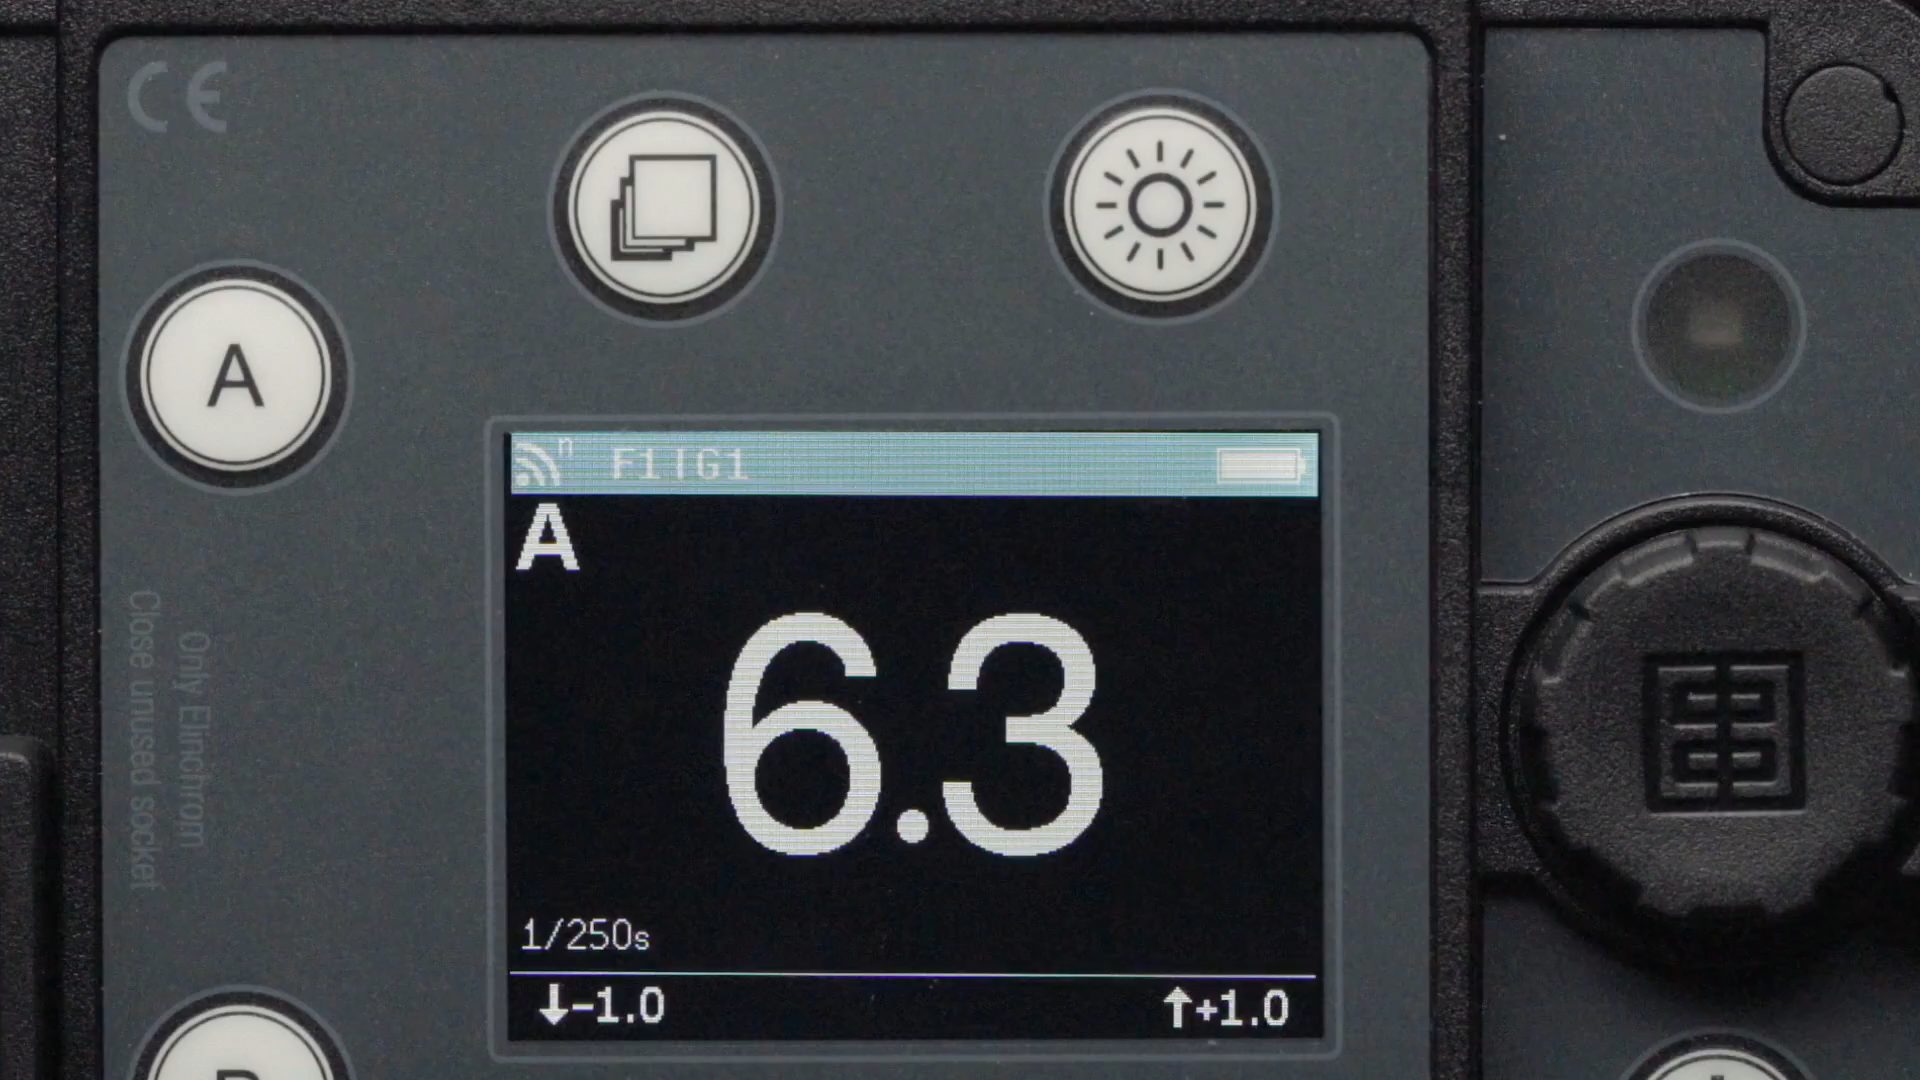 CE
A
n F1 | G1
A
6.3
1/250s
↓-1.0
↑+1.0
Only Elinchrom
Close unused socket